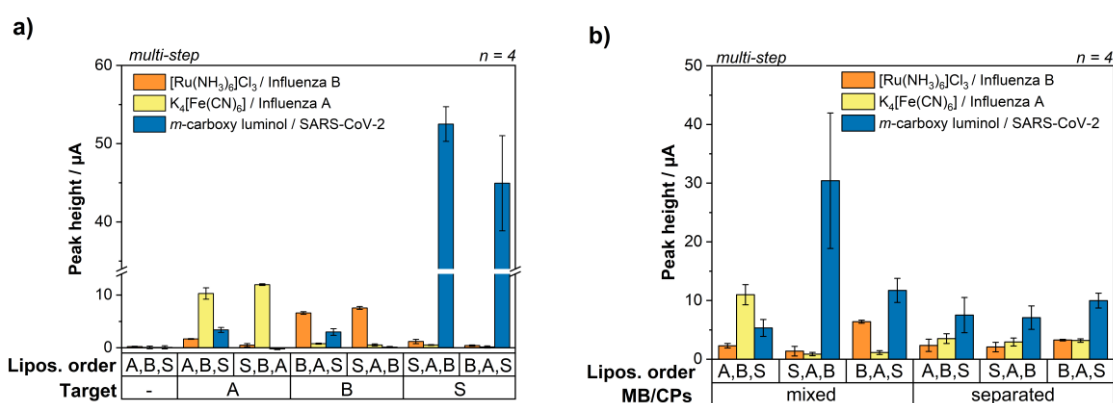 a)
multi-step
n = 4
60
50
40
10
0
Peak height / µA
[Ru(NH₃)₆]Cl₃ / Influenza B
K₄[Fe(CN)₆] / Influenza A
m-carboxy luminol / SARS-CoV-2
Lipos. order A,B,S A,B,S S,B,A B,A,S S,A,B S,A,B B,A,S
Target - A B S
b)
multi-step
n = 4
50
40
30
20
10
0
Peak height / µA
[Ru(NH₃)₆]Cl₃ / Influenza B
K₄[Fe(CN)₆] / Influenza A
m-carboxy luminol / SARS-CoV-2
Lipos. order A,B,S S,A,B B,A,S A,B,S S,A,B B,A,S
MB/CPs mixed separated